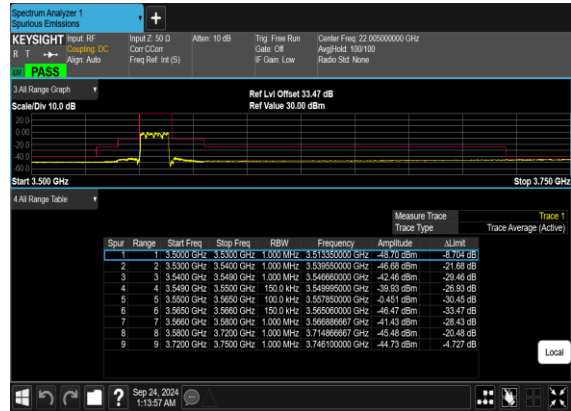 Spectrum Analyzer 1
Spurious Emissions
+
KEYSIGHT Input: RF Input Z: 50 Ω Atten: 10 dB Trig: Free Run Center Freq: 22.005000000 GHz
R T Coupling: DC Corr CCorr Gate: Off Avg|Hold: 100/100
Align: Auto Freq Ref: Int (S) IF Gain: Low Radio Std: None
PASS
3 All Range Graph
Ref Lvl Offset 33.47 dB
Scale/Div 10.0 dB Ref Value 30.00 dBm
20.0
0.00
-20.0
-40.0
-60.0
Start 3.500 GHz Stop 3.750 GHz
4 All Range Table
Measure Trace Trace 1
Trace Type Trace Average (Active)
Spur Range Start Freq Stop Freq RBW Frequency Amplitude ΔLimit
1 1 3.5000 GHz 3.5300 GHz 1.000 MHz 3.513350000 GHz -48.70 dBm -8.704 dB
2 2 3.5300 GHz 3.5400 GHz 1.000 MHz 3.539550000 GHz -46.68 dBm -21.68 dB
3 3 3.5400 GHz 3.5490 GHz 1.000 MHz 3.546660000 GHz -42.46 dBm -29.46 dB
4 4 3.5490 GHz 3.5500 GHz 150.0 kHz 3.549995000 GHz -39.93 dBm -26.93 dB
5 5 3.5500 GHz 3.5650 GHz 100.0 kHz 3.557850000 GHz -0.451 dBm -30.45 dB
6 6 3.5650 GHz 3.5660 GHz 150.0 kHz 3.565060000 GHz -46.47 dBm -33.47 dB
7 7 3.5660 GHz 3.5800 GHz 1.000 MHz 3.566886667 GHz -41.43 dBm -28.43 dB
8 8 3.5800 GHz 3.7200 GHz 1.000 MHz 3.714866667 GHz -45.48 dBm -20.48 dB
9 9 3.7200 GHz 3.7500 GHz 1.000 MHz 3.746100000 GHz -44.73 dBm -4.727 dB
Local
? Sep 24, 2024
1:13:57 AM